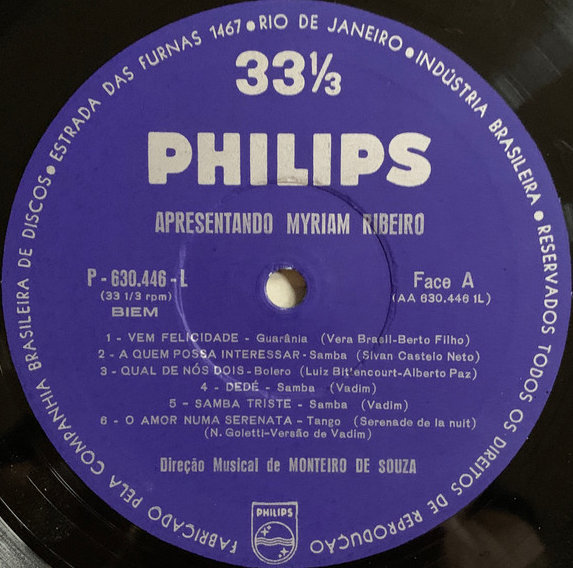 FABRICADO PELA COMPANHIA BRASILEIRA DE DISCOS • ESTRADA DAS FURNAS 1467 • RIO DE JANEIRO • INDÚSTRIA BRASILEIRA • RESERVADOS TODOS OS DIREITOS DE REPRODUÇÃO
33⅓
PHILIPS
APRESENTANDO MYRIAM RIBEIRO
P - 630.446 - L
(33 1/3 rpm)
BIEM
Face A
(AA 630.446 1L)
1 - VEM FELICIDADE - Guarânia (Vera Brasil-Berto Filho)
2 - A QUEM POSSA INTERESSAR - Samba (Silvan Castelo Neto)
3 - QUAL DE NÓS DOIS - Bolero (Luiz Bittencourt-Alberto Paz)
4 - DEDÉ - Samba (Vadim)
5 - SAMBA TRISTE - Samba (Vadim)
6 - O AMOR NUMA SERENATA - Tango (Serenade de la nuit)
(N. Goletti-Versão de Vadim)
Direção Musical de MONTEIRO DE SOUZA
PHILIPS